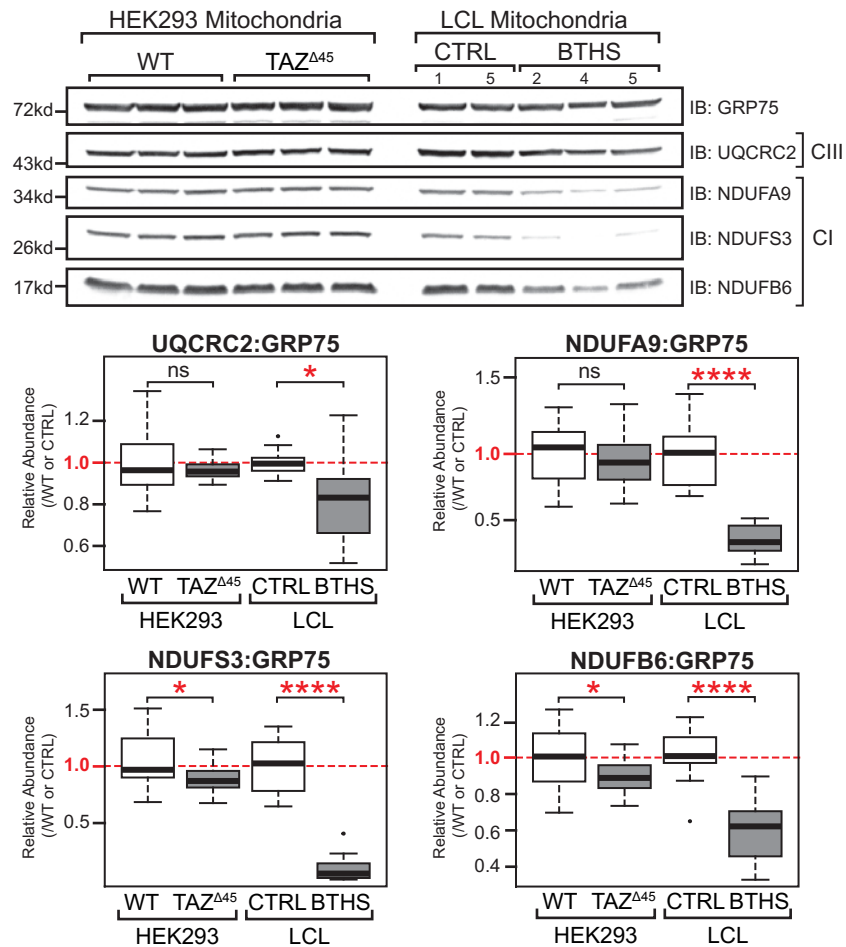 HEK293 Mitochondria LCL Mitochondria
WT TAZΔ45 CTRL BTHS
1 5 2 4 5
72kd IB: GRP75
43kd IB: UQCRC2 CIII
34kd IB: NDUFA9
26kd IB: NDUFS3 CI
17kd IB: NDUFB6
UQCRC2:GRP75
Relative Abundance
(/WT or CTRL)
1.2
1.0
0.8
0.6
ns *
WT TAZΔ45 CTRL BTHS
HEK293 LCL
NDUFA9:GRP75
Relative Abundance
(/WT or CTRL)
1.5
1.0
0.5
ns ****
WT TAZΔ45 CTRL BTHS
HEK293 LCL
NDUFS3:GRP75
Relative Abundance
(/WT or CTRL)
1.5
1.0
0.5
* ****
WT TAZΔ45 CTRL BTHS
HEK293 LCL
NDUFB6:GRP75
Relative Abundance
(/WT or CTRL)
1.2
1.0
0.8
0.6
0.4
* ****
WT TAZΔ45 CTRL BTHS
HEK293 LCL